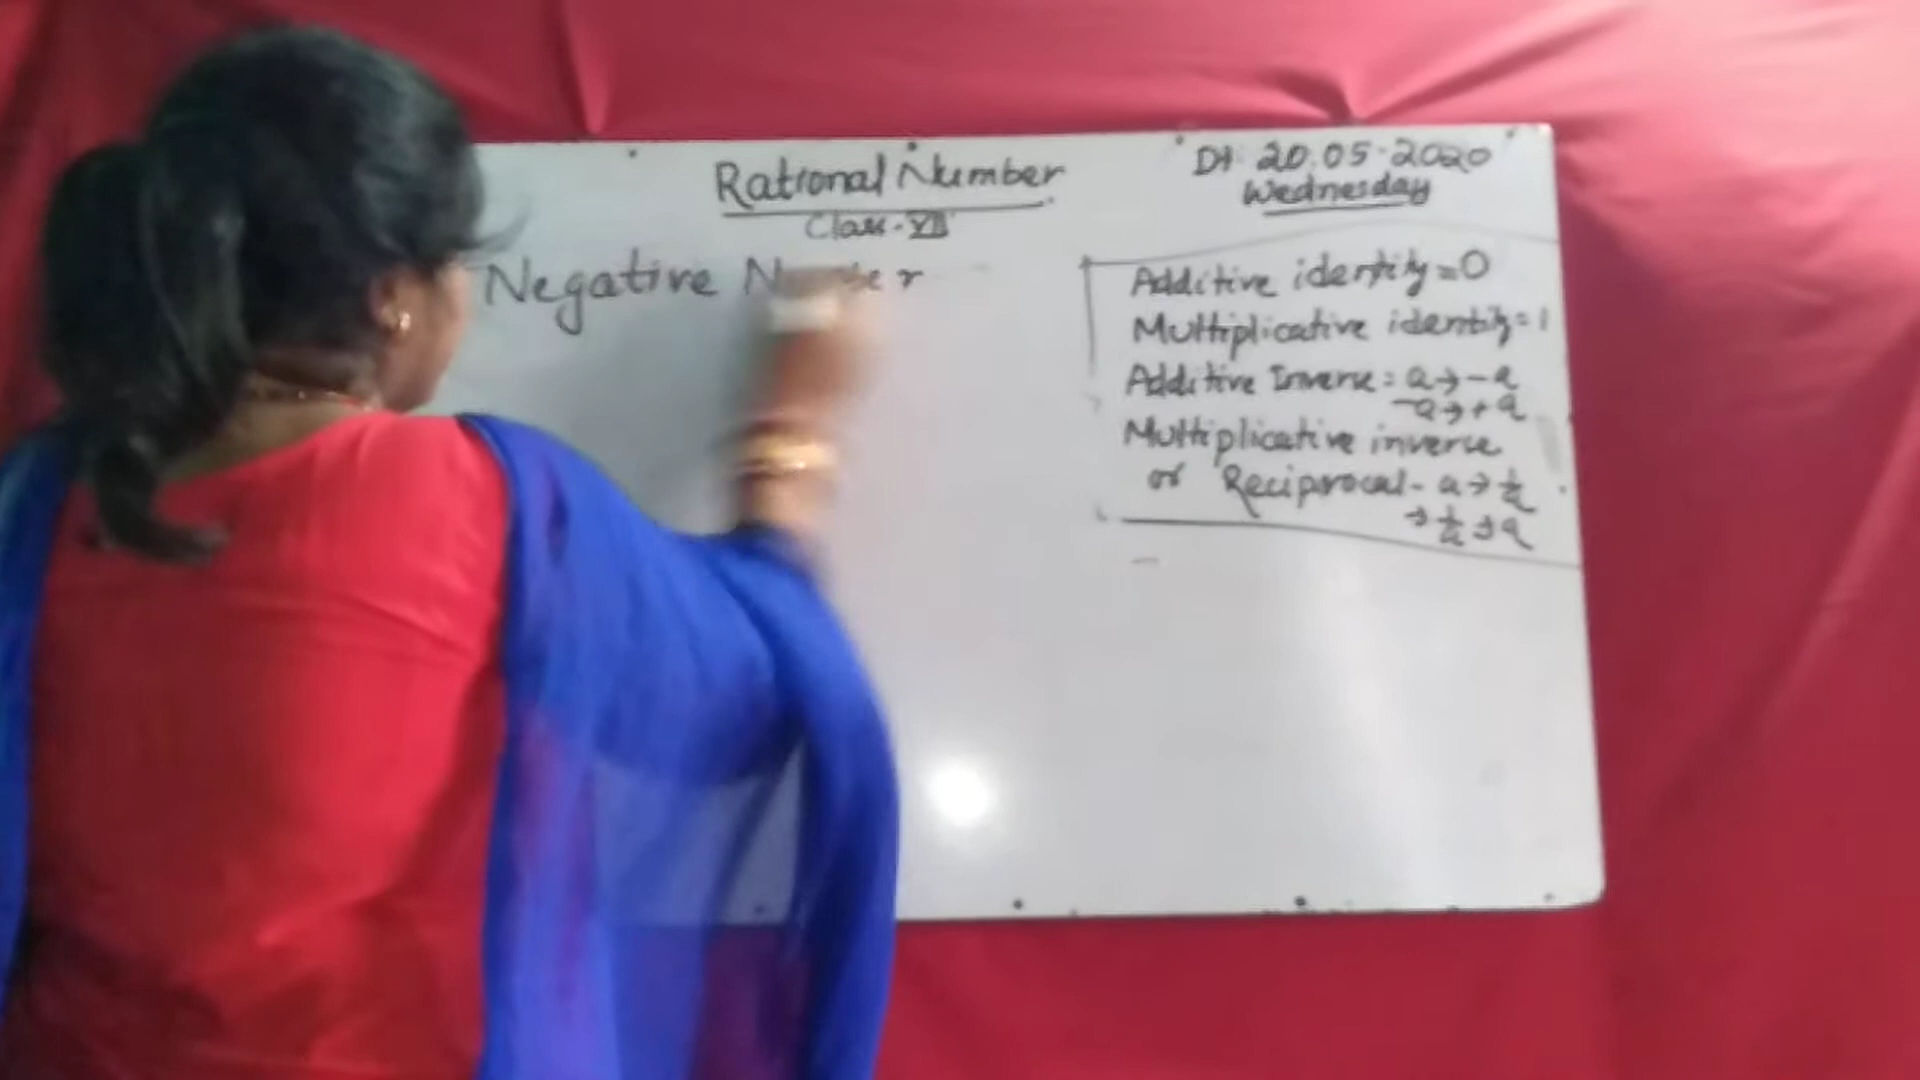 Rational Number
Class - VII
Dt: 20.05.2020
Wednesday
Negative
Additive identity = 0
Multiplicative identity = 1
Additive Inverse = a → -a
-a → +a
Multiplicative inverse
or Reciprocal - a → 1/a
→ 1/a → a